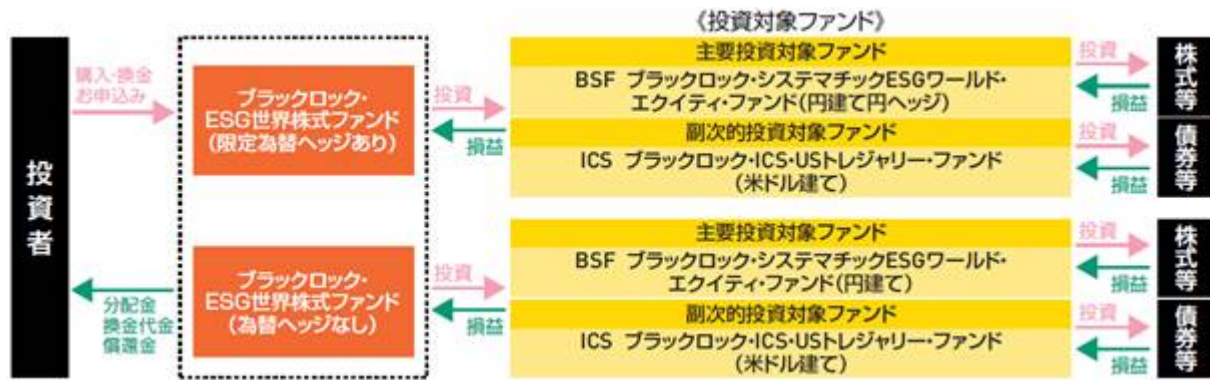 《投資対象ファンド》
投資者
購入・換金
お申込み
ブラックロック・
ESG世界株式ファンド
(限定為替ヘッジあり)
投資
損益
主要投資対象ファンド
BSF ブラックロック・システマチックESGワールド・
エクイティ・ファンド(円建て円ヘッジ)
投資
損益
株式等
副次的投資対象ファンド
ICS ブラックロック・ICS・USトレジャリー・ファンド
(米ドル建て)
投資
損益
債券等
分配金
換金代金
償還金
ブラックロック・
ESG世界株式ファンド
(為替ヘッジなし)
投資
損益
主要投資対象ファンド
BSF ブラックロック・システマチックESGワールド・
エクイティ・ファンド(円建て)
投資
損益
株式等
副次的投資対象ファンド
ICS ブラックロック・ICS・USトレジャリー・ファンド
(米ドル建て)
投資
損益
債券等